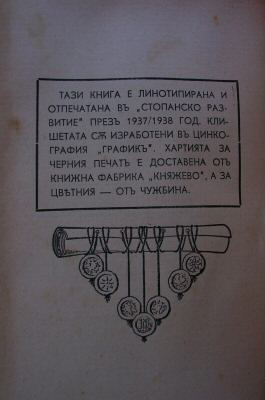 ТАЗИ КНИГА Е ЛИНОТИПИРАНА И
ОТПЕЧАТАНА ВЪ „СТОПАНСКО РАЗ-
ВИТИЕ" ПРЕЗЪ 1937/1938 ГОД. КЛИ-
ШЕТАТА СѪ ИЗРАБОТЕНИ ВЪ ЦИНКО-
ГРАФИЯ „ГРАФИКЪ". ХАРТИЯТА ЗА
ЧЕРНИЯ ПЕЧАТЪ Е ДОСТАВЕНА ОТЪ
КНИЖНА ФАБРИКА „КНЯЖЕВО", А ЗА
ЦВѢТНИЯ — ОТЪ ЧУЖБИНА.